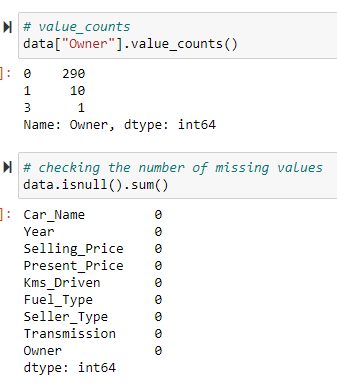 # value_counts
data["Owner"].value_counts()
]: 0    290
1     10
3      1
Name: Owner, dtype: int64
# checking the number of missing values
data.isnull().sum()
]: Car_Name         0
Year             0
Selling_Price    0
Present_Price    0
Kms_Driven       0
Fuel_Type        0
Seller_Type      0
Transmission     0
Owner            0
dtype: int64